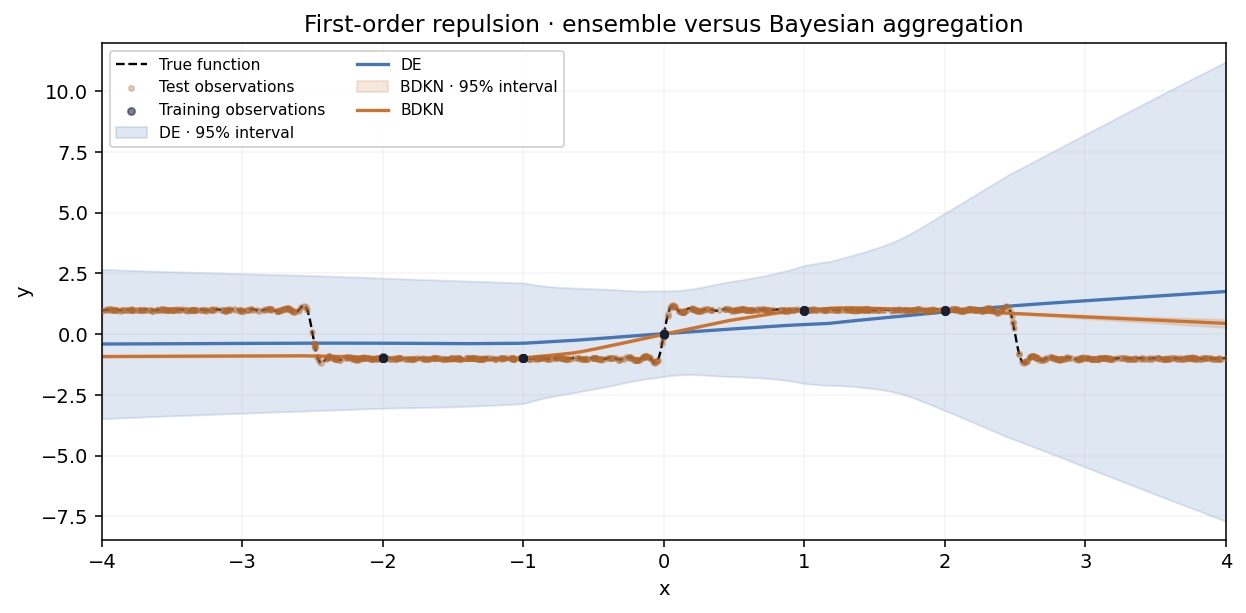 First-order repulsion · ensemble versus Bayesian aggregation
True function
Test observations
Training observations
DE · 95% interval
DE
BDKN · 95% interval
BDKN
10.0
7.5
5.0
2.5
0.0
−2.5
−5.0
−7.5
y
−4
−3
−2
−1
0
1
2
3
4
x